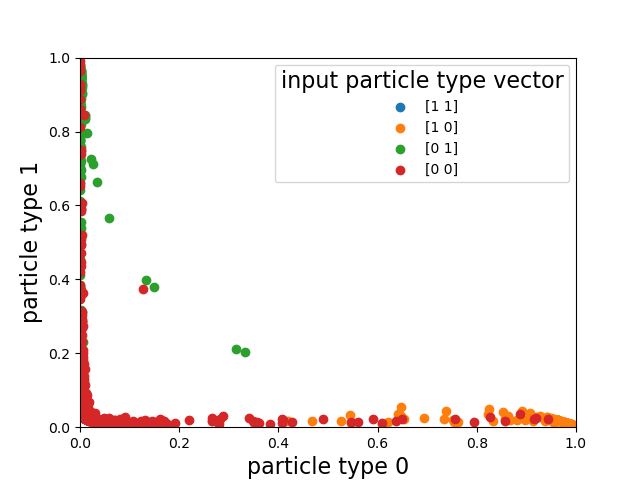 1.0
0.8
0.6
0.4
0.2
0.0
particle type 1
input particle type vector
[1 1]
[1 0]
[0 1]
[0 0]
0.0 0.2 0.4 0.6 0.8 1.0
particle type 0